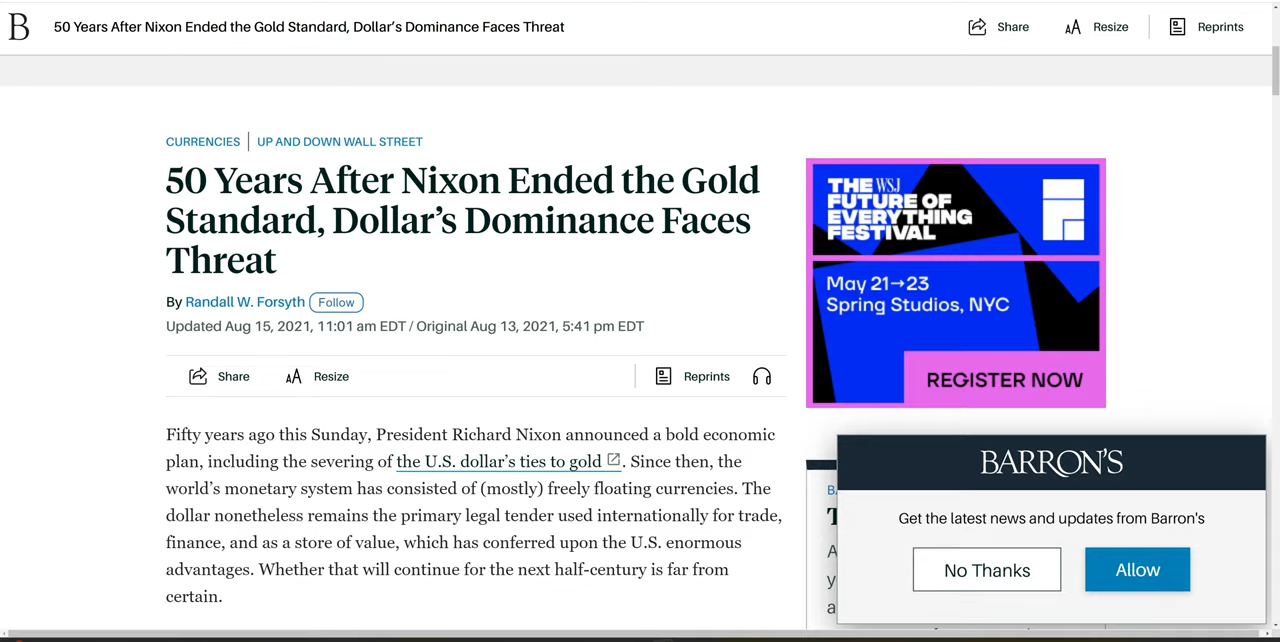 B
50 Years After Nixon Ended the Gold Standard, Dollar's Dominance Faces Threat
Share
Resize
Reprints
CURRENCIES | UP AND DOWN WALL STREET
50 Years After Nixon Ended the Gold
Standard, Dollar's Dominance Faces
Threat
By Randall W. Forsyth Follow
Updated Aug 15, 2021, 11:01 am EDT / Original Aug 13, 2021, 5:41 pm EDT
Share
Resize
Reprints
Fifty years ago this Sunday, President Richard Nixon announced a bold economic
plan, including the severing of the U.S. dollar's ties to gold. Since then, the
world's monetary system has consisted of (mostly) freely floating currencies. The
dollar nonetheless remains the primary legal tender used internationally for trade,
finance, and as a store of value, which has conferred upon the U.S. enormous
advantages. Whether that will continue for the next half-century is far from
certain.
THE WSJ
FUTURE OF
EVERYTHING
FESTIVAL
May 21→23
Spring Studios, NYC
REGISTER NOW
BARRON'S
Get the latest news and updates from Barron's
No Thanks
Allow